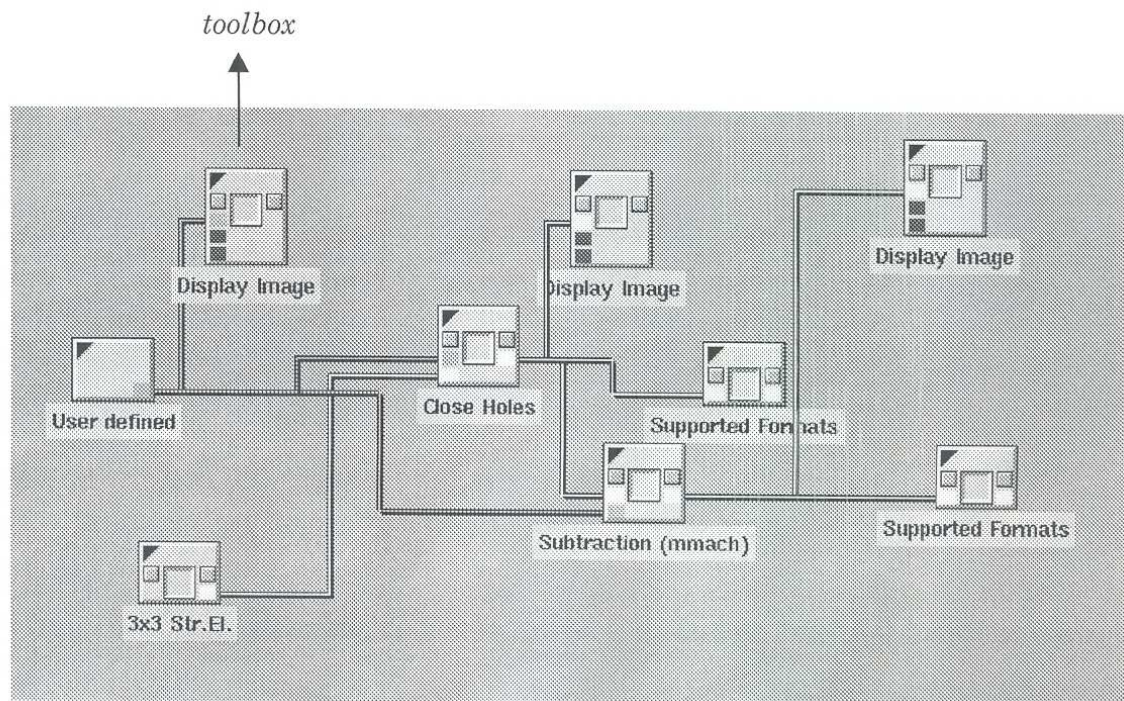 toolbox
Display Image
Display Image
Display Image
User defined
Close Holes
Supported Formats
Subtraction (mmach)
Supported Formats
3x3 Str.El.